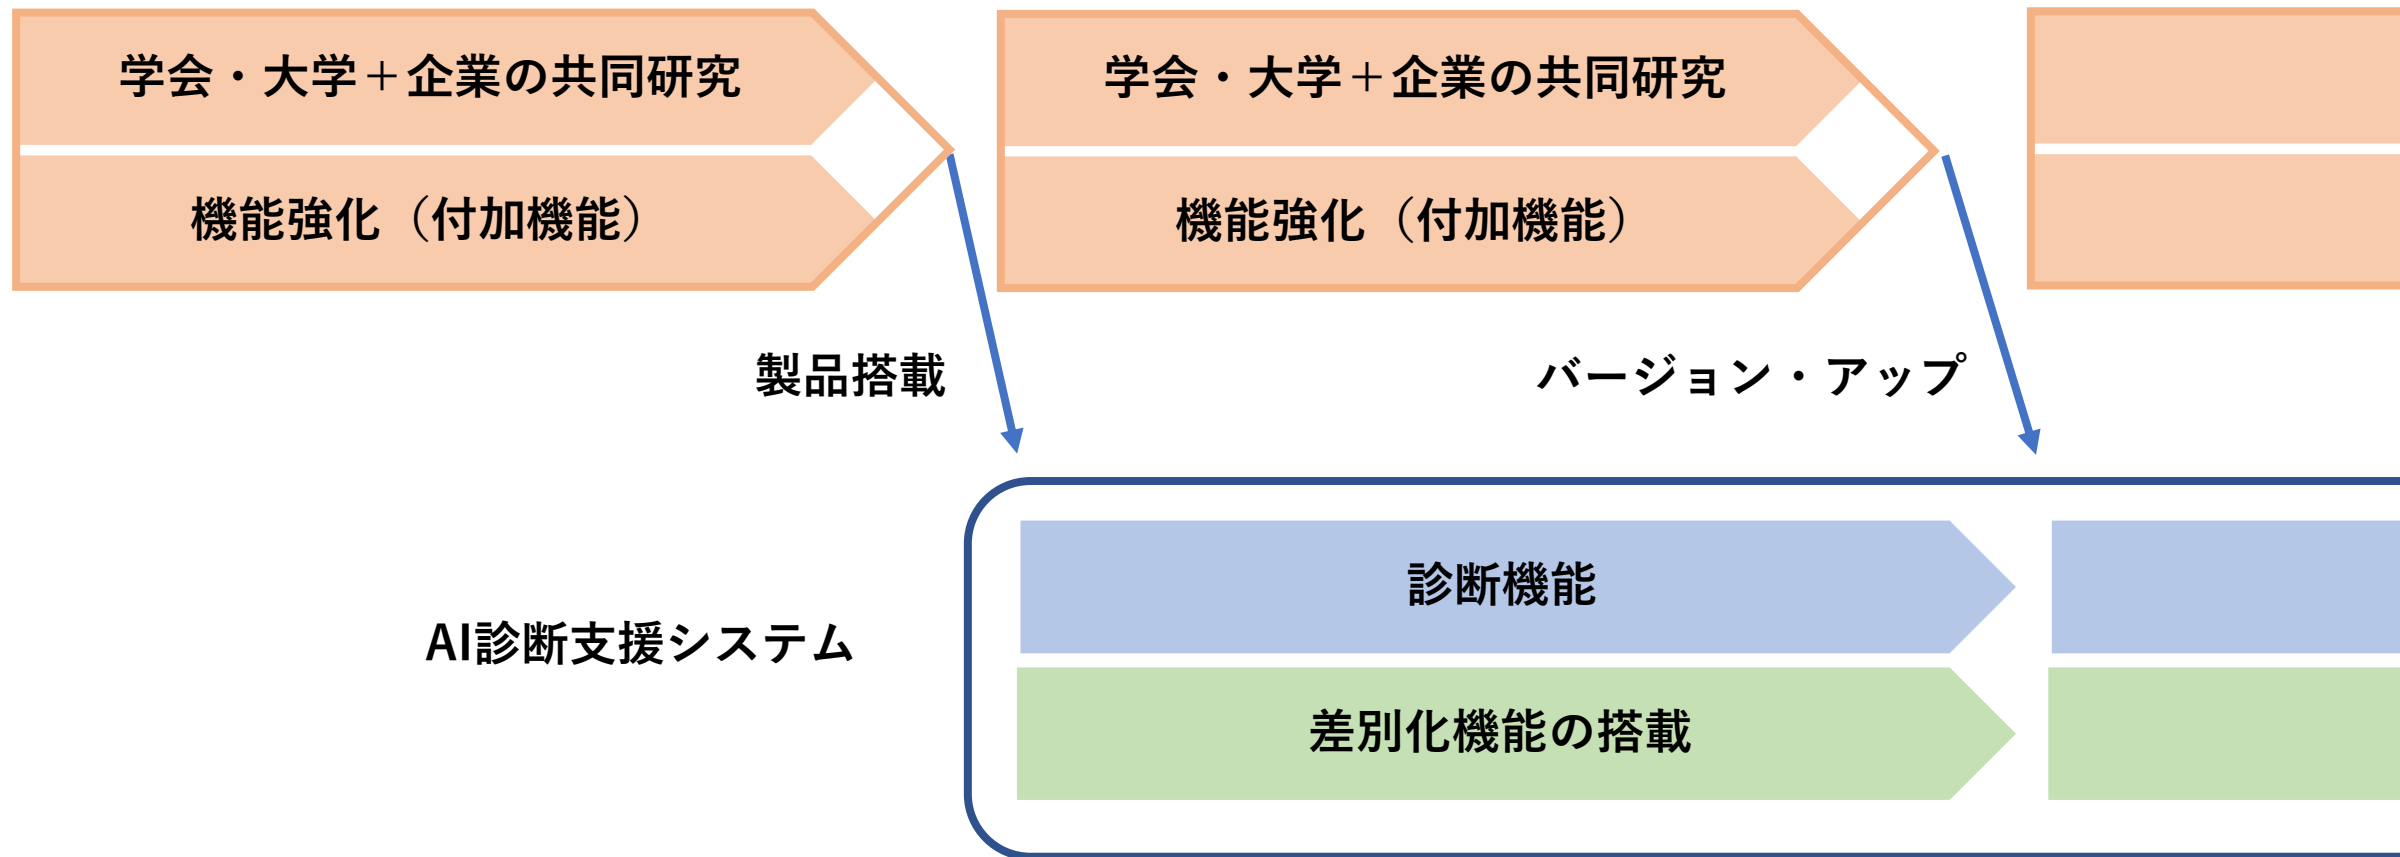 学会・大学＋企業の共同研究
機能強化（付加機能）
学会・大学＋企業の共同研究
機能強化（付加機能）
製品搭載
バージョン・アップ
AI診断支援システム
診断機能
差別化機能の搭載